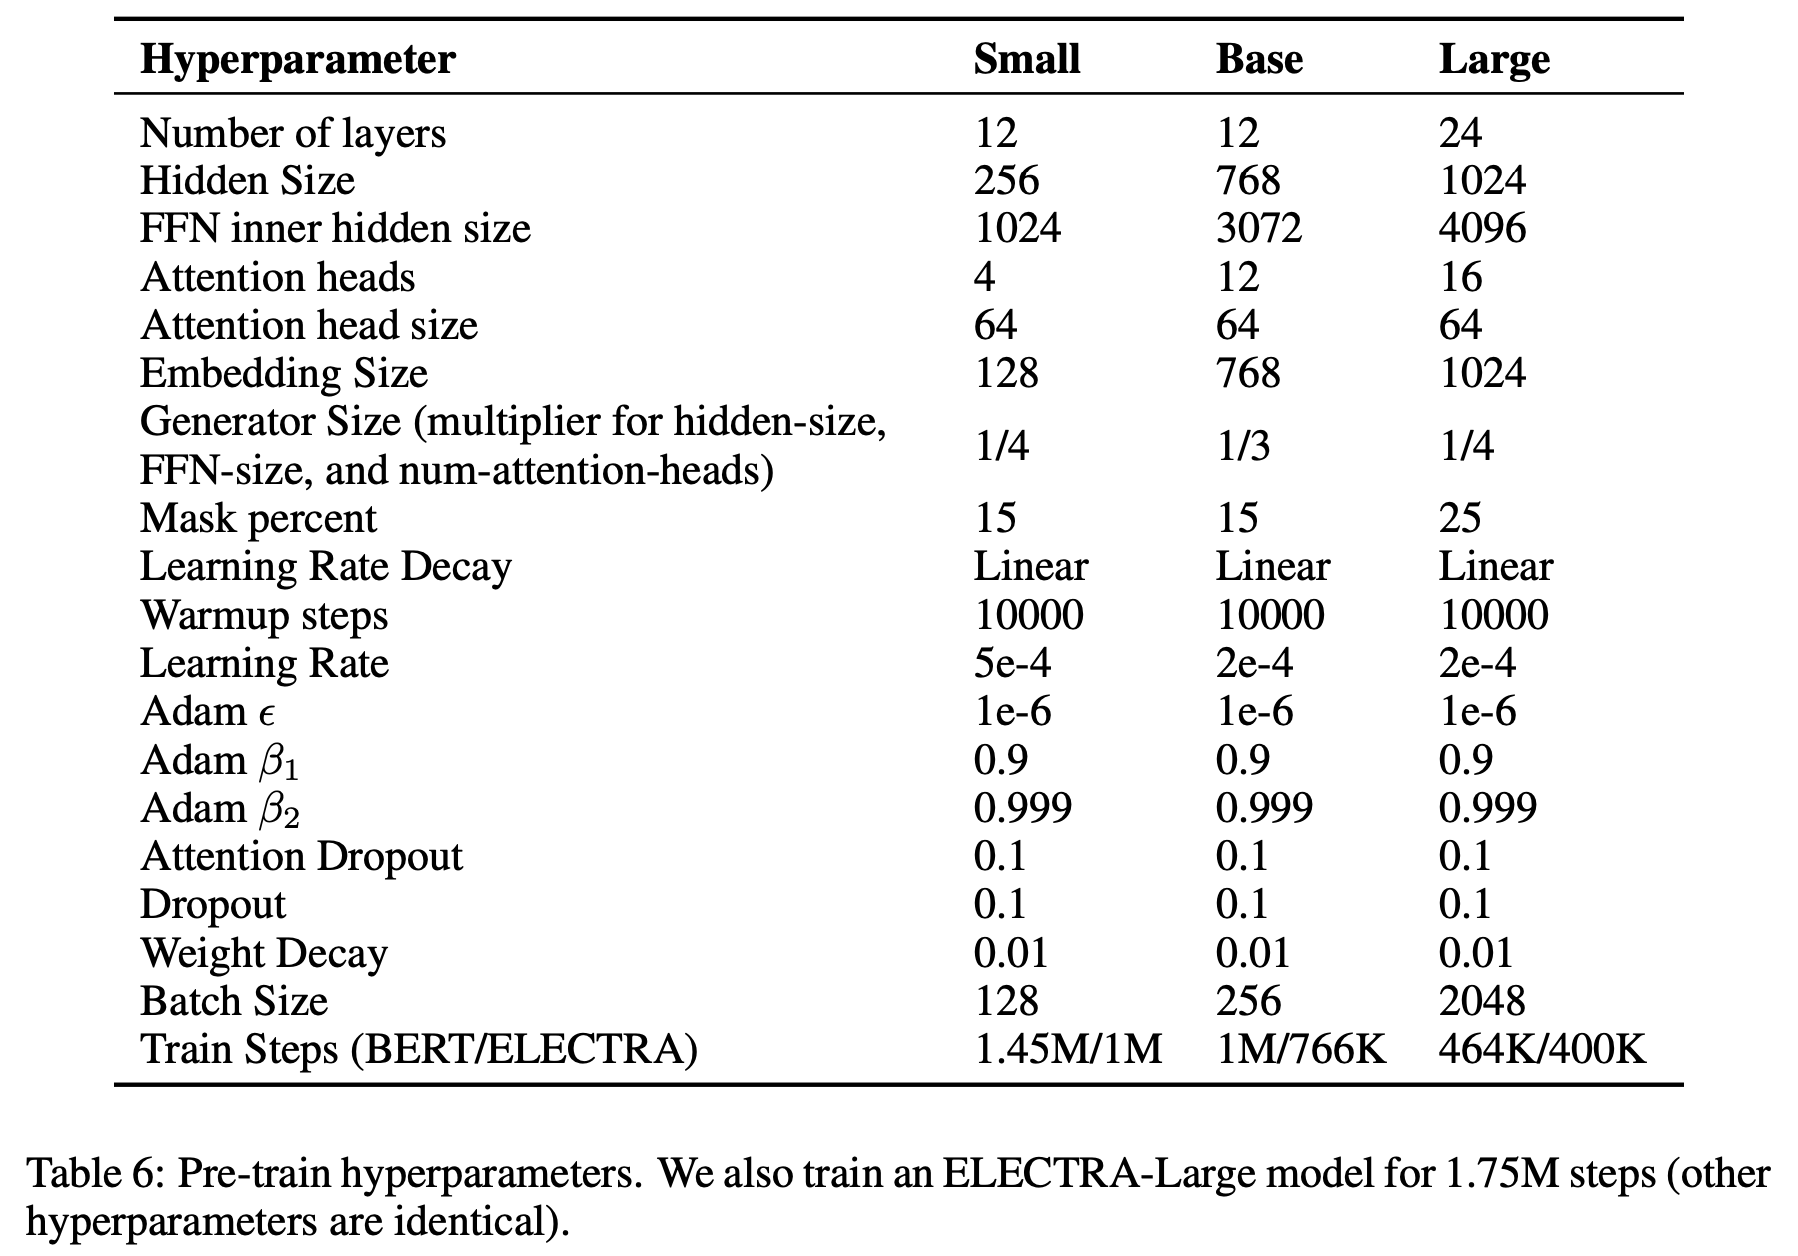 Hyperparameter Small Base Large
Number of layers 12 12 24
Hidden Size 256 768 1024
FFN inner hidden size 1024 3072 4096
Attention heads 4 12 16
Attention head size 64 64 64
Embedding Size 128 768 1024
Generator Size (multiplier for hidden-size,
FFN-size, and num-attention-heads) 1/4 1/3 1/4
Mask percent 15 15 25
Learning Rate Decay Linear Linear Linear
Warmup steps 10000 10000 10000
Learning Rate 5e-4 2e-4 2e-4
Adam ϵ 1e-6 1e-6 1e-6
Adam β₁ 0.9 0.9 0.9
Adam β₂ 0.999 0.999 0.999
Attention Dropout 0.1 0.1 0.1
Dropout 0.1 0.1 0.1
Weight Decay 0.01 0.01 0.01
Batch Size 128 256 2048
Train Steps (BERT/ELECTRA) 1.45M/1M 1M/766K 464K/400K
Table 6: Pre-train hyperparameters. We also train an ELECTRA-Large model for 1.75M steps (other
hyperparameters are identical).